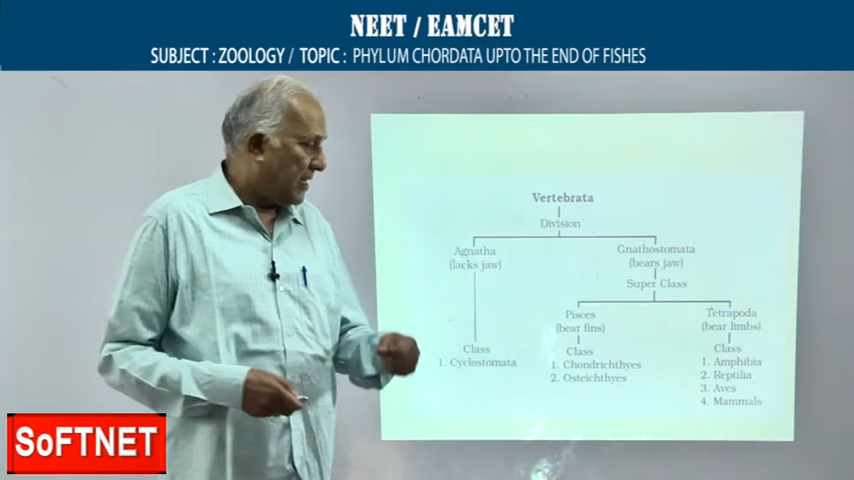 NEET / EAMCET
SUBJECT : ZOOLOGY / TOPIC : PHYLUM CHORDATA UPTO THE END OF FISHES
Vertebrata
Division
Agnatha
(lacks jaw)
Gnathostomata
(bears jaw)
Super Class
Pisces
(bear fins)
Tetrapoda
(bear limbs)
Class
1. Cyclostomata
Class
1. Chondrichthyes
2. Osteichthyes
Class
1. Amphibia
2. Reptilia
3. Aves
4. Mammals
SoFTNET